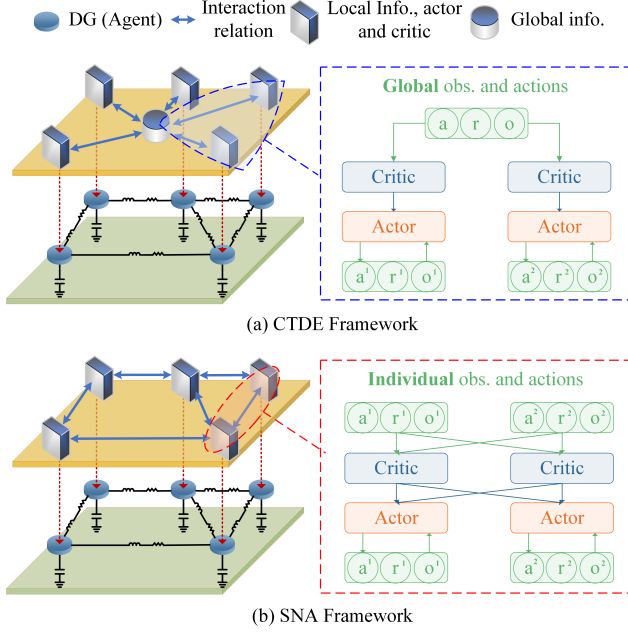 DG (Agent)
Interaction
relation
Local Info., actor
and critic
Global info.
Global obs. and actions
a r o
Critic Critic
Actor Actor
a¹ r¹ o¹ a² r² o²
(a) CTDE Framework
Individual obs. and actions
a¹ r¹ o¹ a² r² o²
Critic Critic
Actor Actor
a¹ r¹ o¹ a² r² o²
(b) SNA Framework